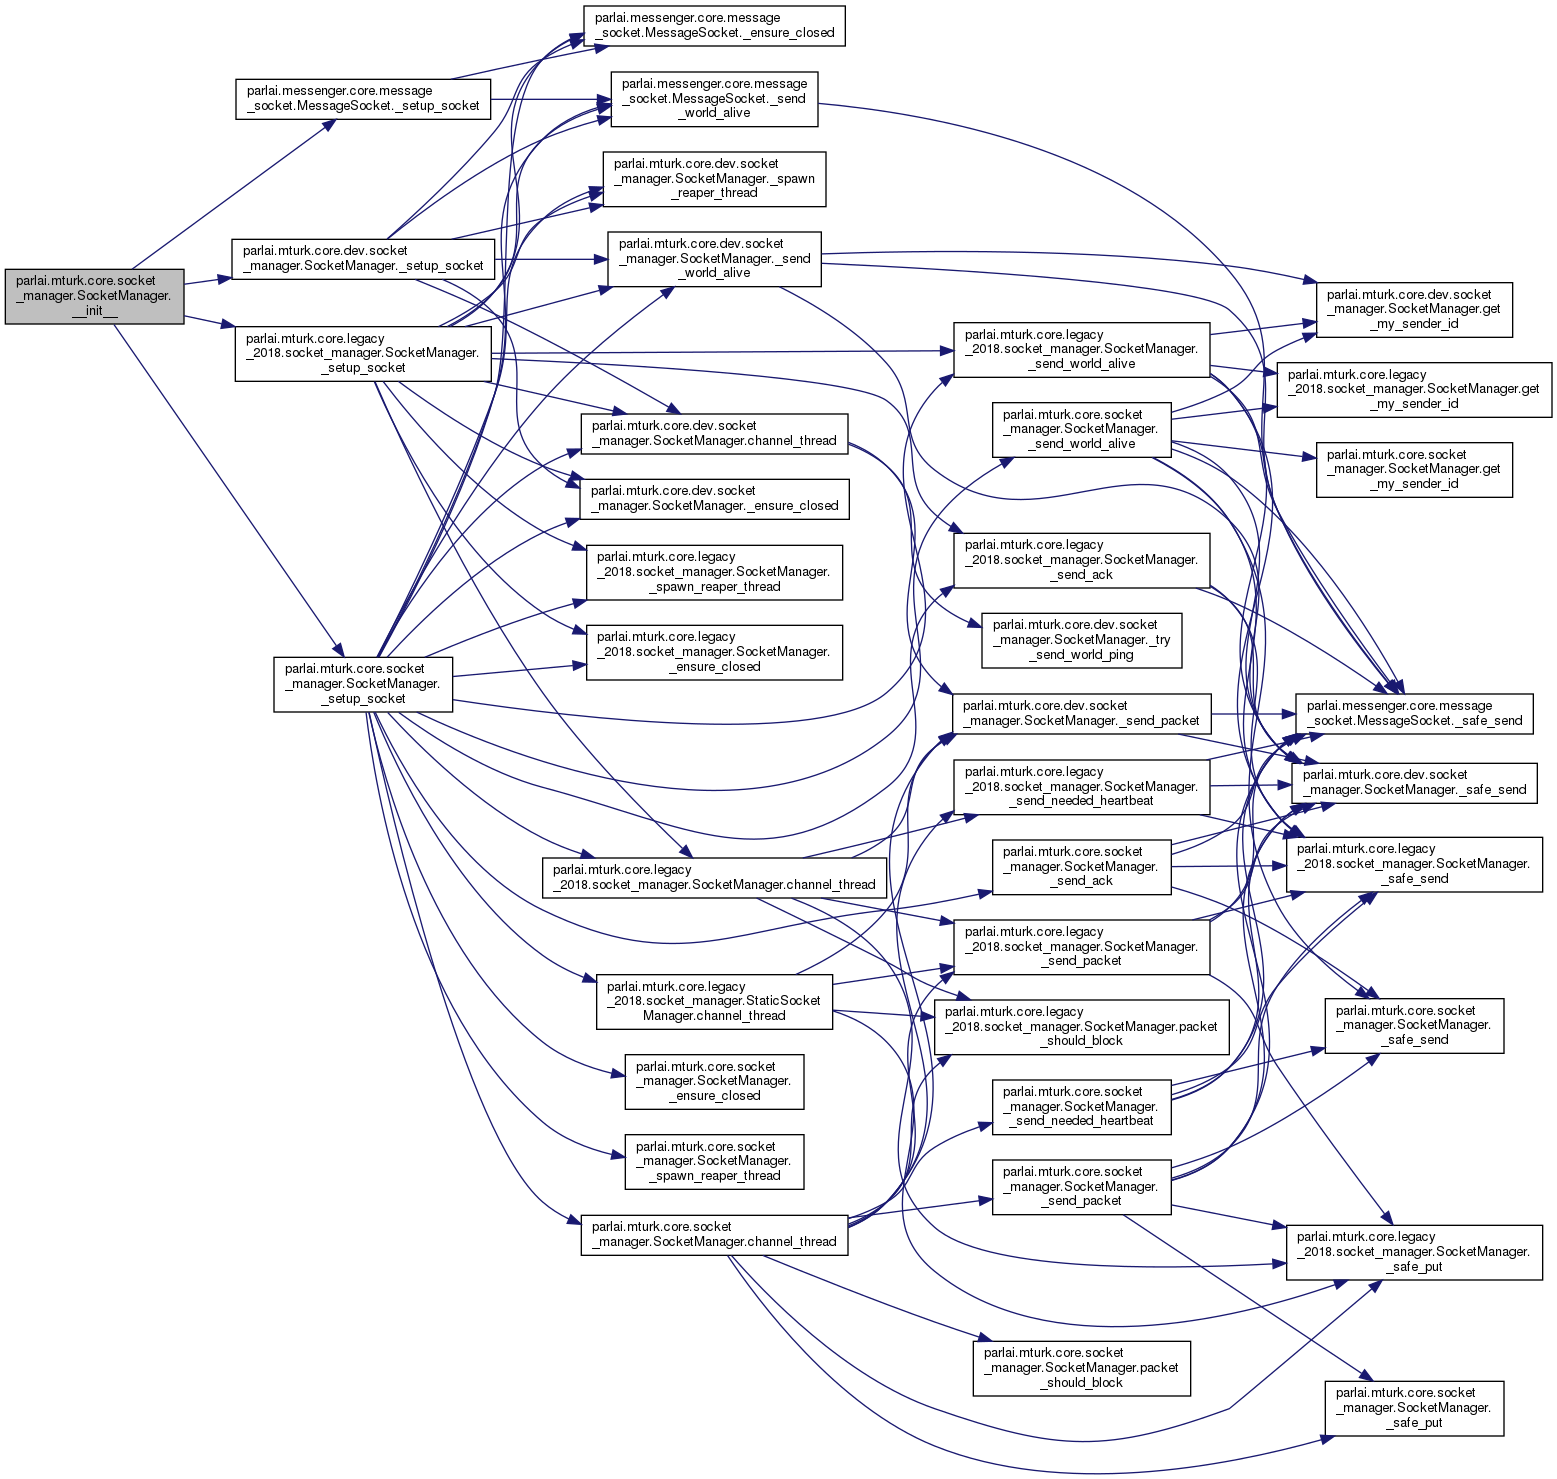 parlai.mturk.core.socket
_manager.SocketManager.
__init__
parlai.messenger.core.message
_socket.MessageSocket._setup_socket
parlai.mturk.core.dev.socket
_manager.SocketManager._setup_socket
parlai.mturk.core.legacy
_2018.socket_manager.SocketManager.
_setup_socket
parlai.mturk.core.socket
_manager.SocketManager.
_setup_socket
parlai.messenger.core.message
_socket.MessageSocket._ensure_closed
parlai.messenger.core.message
_socket.MessageSocket._send
_world_alive
parlai.mturk.core.dev.socket
_manager.SocketManager._spawn
_reaper_thread
parlai.mturk.core.dev.socket
_manager.SocketManager._send
_world_alive
parlai.mturk.core.dev.socket
_manager.SocketManager.channel_thread
parlai.mturk.core.dev.socket
_manager.SocketManager._ensure_closed
parlai.mturk.core.legacy
_2018.socket_manager.SocketManager.
_spawn_reaper_thread
parlai.mturk.core.legacy
_2018.socket_manager.SocketManager.
_ensure_closed
parlai.mturk.core.legacy
_2018.socket_manager.SocketManager.channel_thread
parlai.mturk.core.legacy
_2018.socket_manager.StaticSocket
Manager.channel_thread
parlai.mturk.core.socket
_manager.SocketManager.
_ensure_closed
parlai.mturk.core.socket
_manager.SocketManager.
_spawn_reaper_thread
parlai.mturk.core.socket
_manager.SocketManager.channel_thread
parlai.mturk.core.legacy
_2018.socket_manager.SocketManager.
_send_world_alive
parlai.mturk.core.socket
_manager.SocketManager.
_send_world_alive
parlai.mturk.core.legacy
_2018.socket_manager.SocketManager.
_send_ack
parlai.mturk.core.dev.socket
_manager.SocketManager._try
_send_world_ping
parlai.mturk.core.dev.socket
_manager.SocketManager._send_packet
parlai.mturk.core.legacy
_2018.socket_manager.SocketManager.
_send_needed_heartbeat
parlai.mturk.core.socket
_manager.SocketManager.
_send_ack
parlai.mturk.core.legacy
_2018.socket_manager.SocketManager.
_send_packet
parlai.mturk.core.legacy
_2018.socket_manager.SocketManager.packet
_should_block
parlai.mturk.core.socket
_manager.SocketManager.
_send_needed_heartbeat
parlai.mturk.core.socket
_manager.SocketManager.
_send_packet
parlai.mturk.core.socket
_manager.SocketManager.packet
_should_block
parlai.mturk.core.dev.socket
_manager.SocketManager.get
_my_sender_id
parlai.mturk.core.legacy
_2018.socket_manager.SocketManager.get
_my_sender_id
parlai.mturk.core.socket
_manager.SocketManager.get
_my_sender_id
parlai.messenger.core.message
_socket.MessageSocket._safe_send
parlai.mturk.core.dev.socket
_manager.SocketManager._safe_send
parlai.mturk.core.legacy
_2018.socket_manager.SocketManager.
_safe_send
parlai.mturk.core.socket
_manager.SocketManager.
_safe_send
parlai.mturk.core.legacy
_2018.socket_manager.SocketManager.
_safe_put
parlai.mturk.core.socket
_manager.SocketManager.
_safe_put